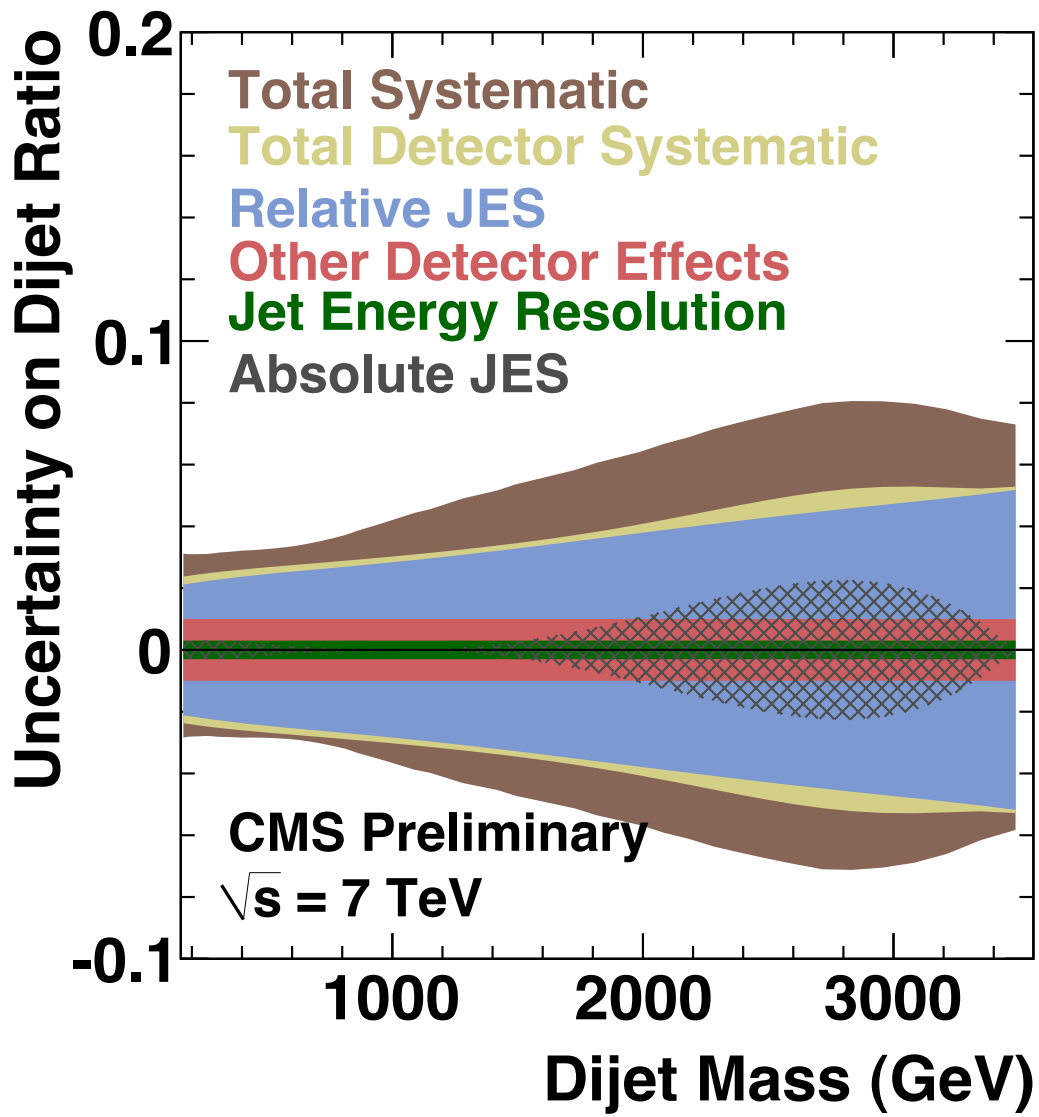 Uncertainty on Dijet Ratio
0.2
0.1
0
-0.1
Total Systematic
Total Detector Systematic
Relative JES
Other Detector Effects
Jet Energy Resolution
Absolute JES
CMS Preliminary
√s = 7 TeV
1000 2000 3000
Dijet Mass (GeV)